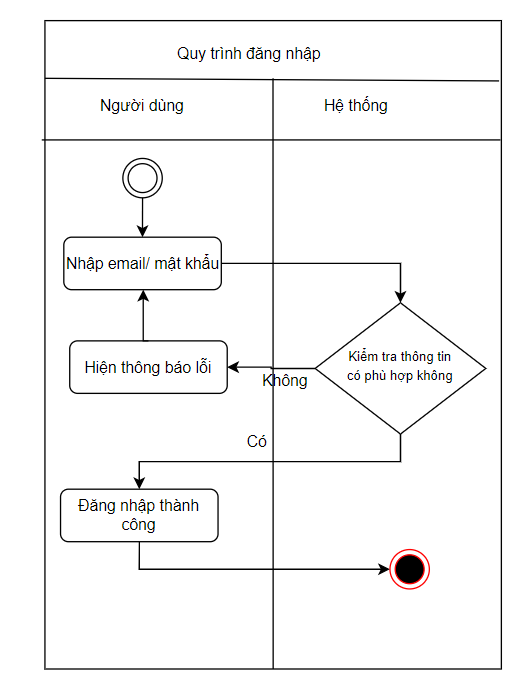 Quy trình đăng nhập
Người dùng
Hệ thống
Nhập email/ mật khẩu
Kiểm tra thông tin
có phù hợp không
Hiện thông báo lỗi
Không
Có
Đăng nhập thành
công